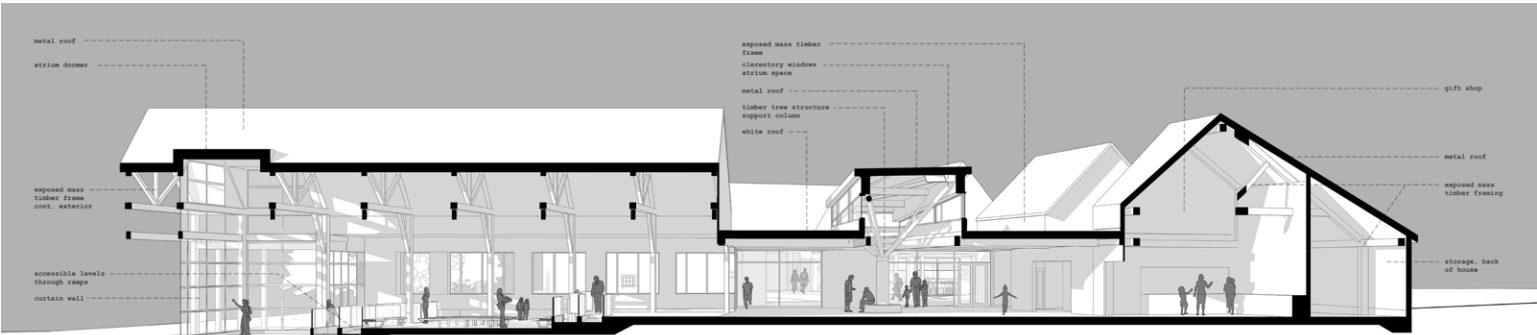 metal roof
atrium dormer
exposed mass
timber frame
cont. exterior
accessible levels
through ramps
curtain wall
exposed mass timber
frame
clerestory windows
atrium space
metal roof
timber tree structure
support column
white roof
gift shop
metal roof
exposed mass
timber framing
storage, back
of house